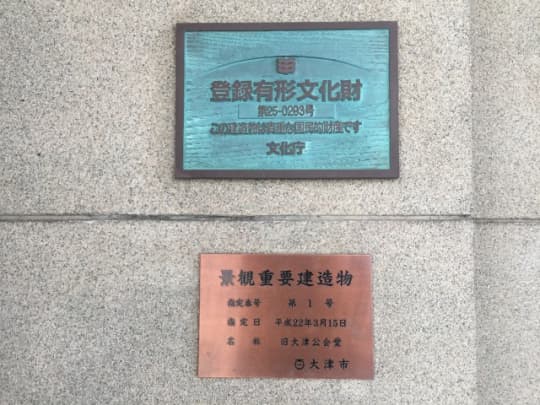 登録有形文化財
第25-0293号
この建造物は貴重な国民的財産です
文化庁
景観重要建造物
指定番号 第1号
指定日 平成22年3月15日
名称 旧大津公会堂
大津市